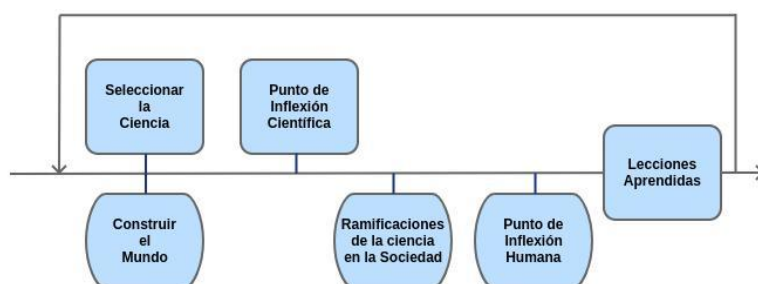 Seleccionar
la
Ciencia
Punto de
Inflexión
Científica
Lecciones
Aprendidas
Construir
el
Mundo
Ramificaciones
de la ciencia
en la Sociedad
Punto de
Inflexión
Humana